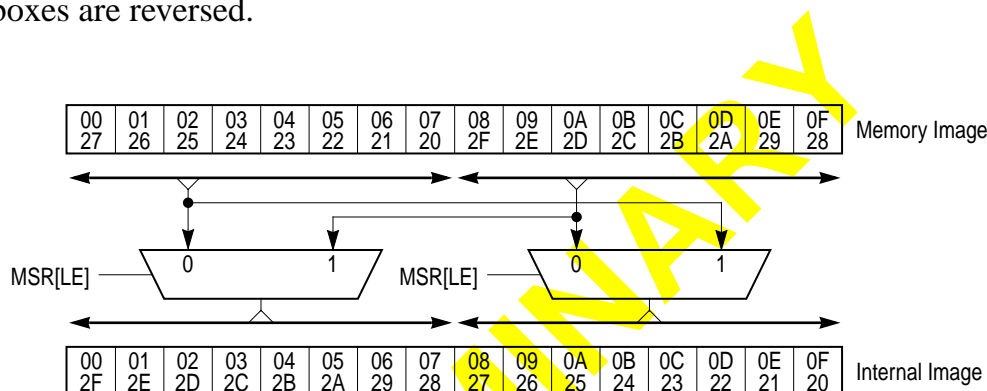 boxes are reversed.
00 01 02 03 04 05 06 07 08 09 0A 0B 0C 0D 0E 0F
27 26 25 24 23 22 21 20 2F 2E 2D 2C 2B 2A 29 28
Memory Image
0 1 0 1
MSR[LE] MSR[LE]
00 01 02 03 04 05 06 07 08 09 0A 0B 0C 0D 0E 0F
2F 2E 2D 2C 2B 2A 29 28 27 26 25 24 23 22 21 20
Internal Image
INARY